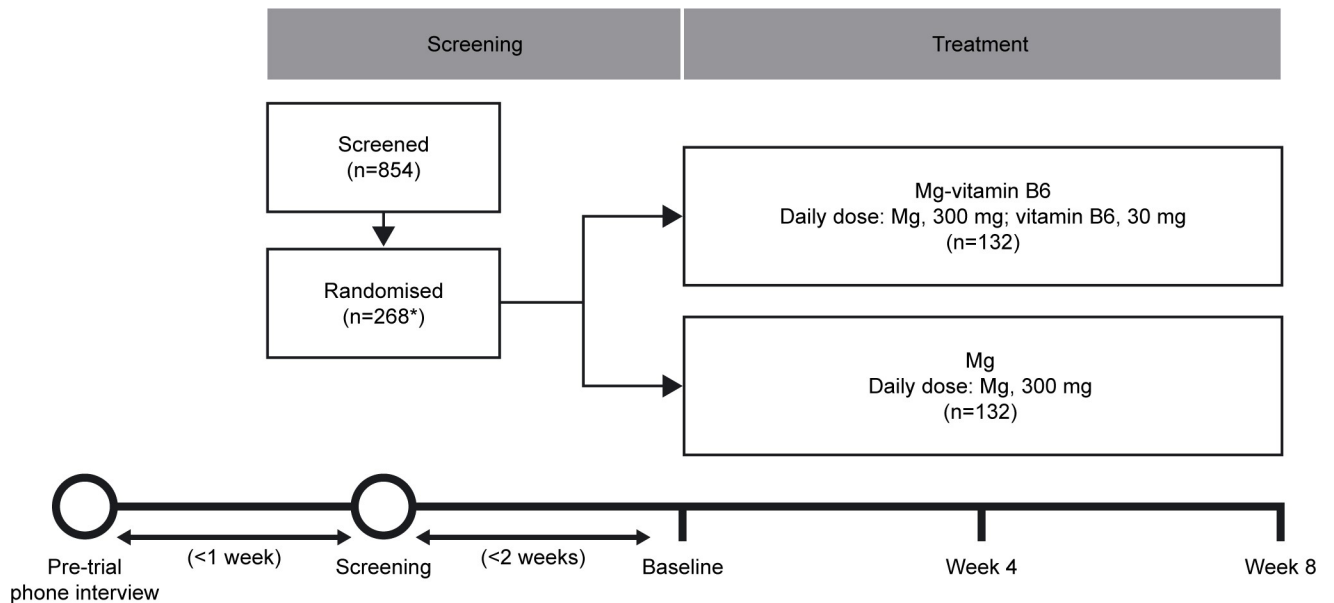 Screening
Treatment
Screened
(n=854)
Randomised
(n=268*)
Mg-vitamin B6
Daily dose: Mg, 300 mg; vitamin B6, 30 mg
(n=132)
Mg
Daily dose: Mg, 300 mg
(n=132)
(<1 week)
(<2 weeks)
Pre-trial
phone interview
Screening
Baseline
Week 4
Week 8